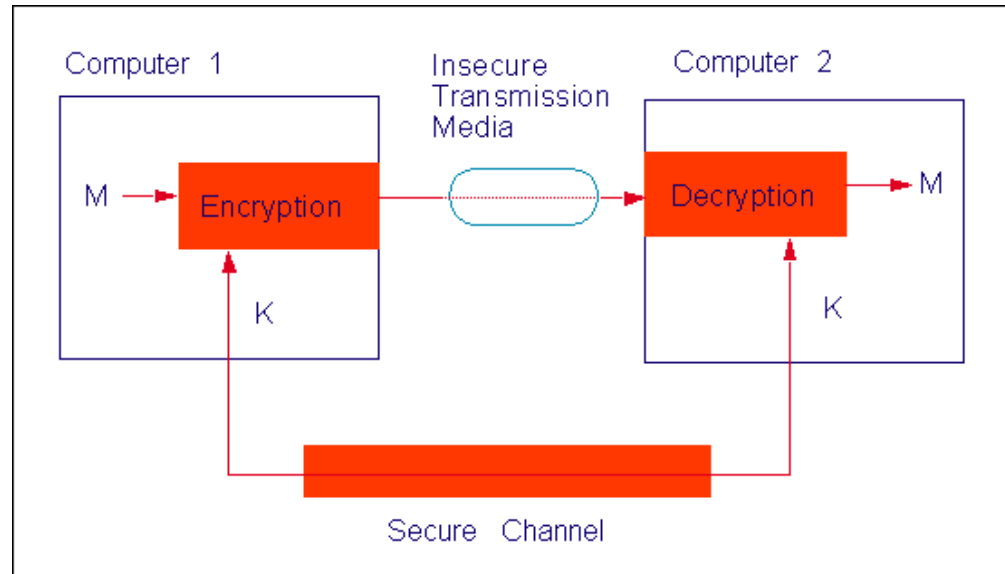 Computer 1
Insecure
Transmission
Media
Computer 2
M
Encryption
Decryption
M
K
K
Secure Channel